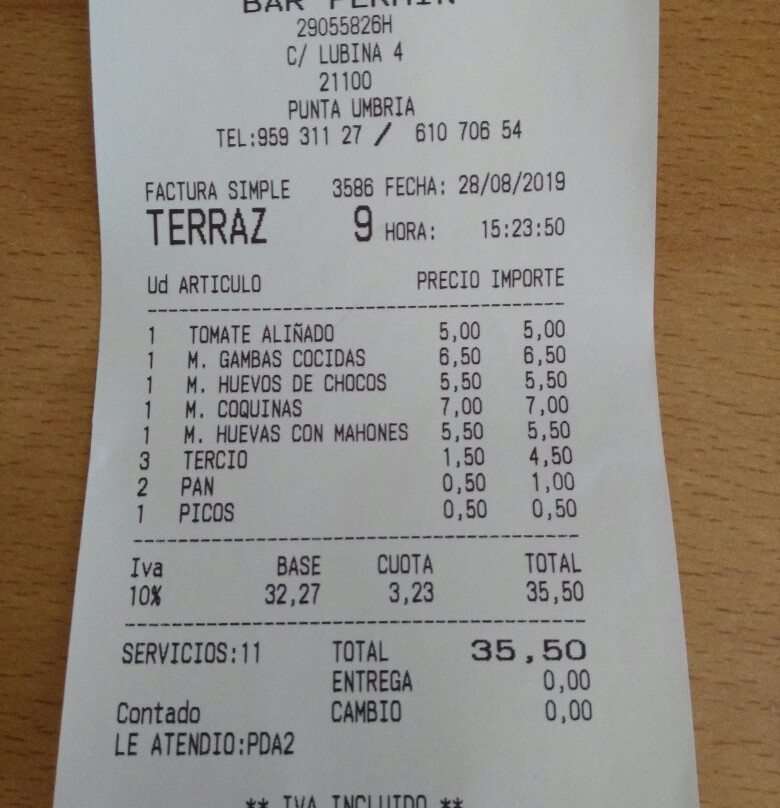 BAR FERMIN
29055826H
C/ LUBINA 4
21100
PUNTA UMBRIA
TEL:959 311 27 / 610 706 54
FACTURA SIMPLE 3586 FECHA: 28/08/2019
TERRAZ 9 HORA: 15:23:50
Ud ARTICULO PRECIO IMPORTE
1 TOMATE ALIÑADO 5,00 5,00
1 M. GAMBAS COCIDAS 6,50 6,50
1 M. HUEVOS DE CHOCOS 5,50 5,50
1 M. COQUINAS 7,00 7,00
1 M. HUEVAS CON MAHONES 5,50 5,50
3 TERCIO 1,50 4,50
2 PAN 0,50 1,00
1 PICOS 0,50 0,50
Iva BASE CUOTA TOTAL
10% 32,27 3,23 35,50
SERVICIOS:11 TOTAL 35,50
ENTREGA 0,00
Contado CAMBIO 0,00
LE ATENDIO:PDA2
** IVA INCLUIDO **